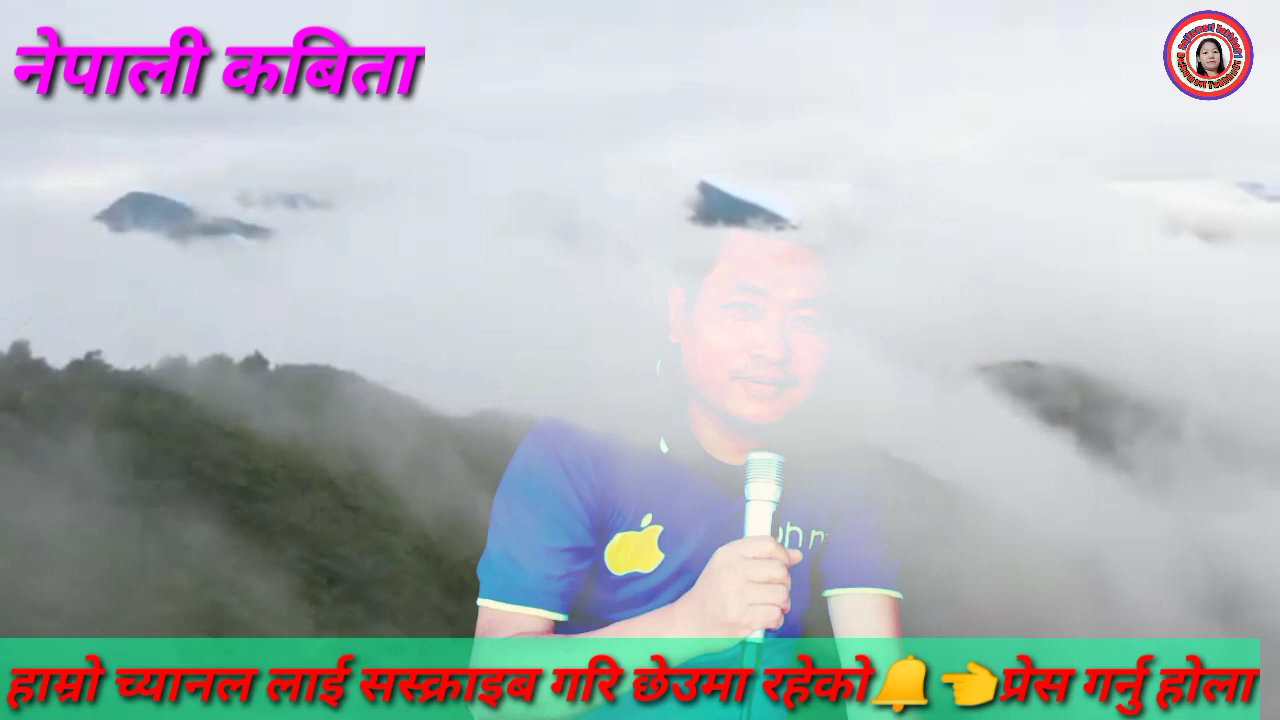 नेपाली कबिता
हाम्रो च्यानल लाई सस्क्राइब गरि छेउमा रहेको🔔👈प्रेस गर्नु होला